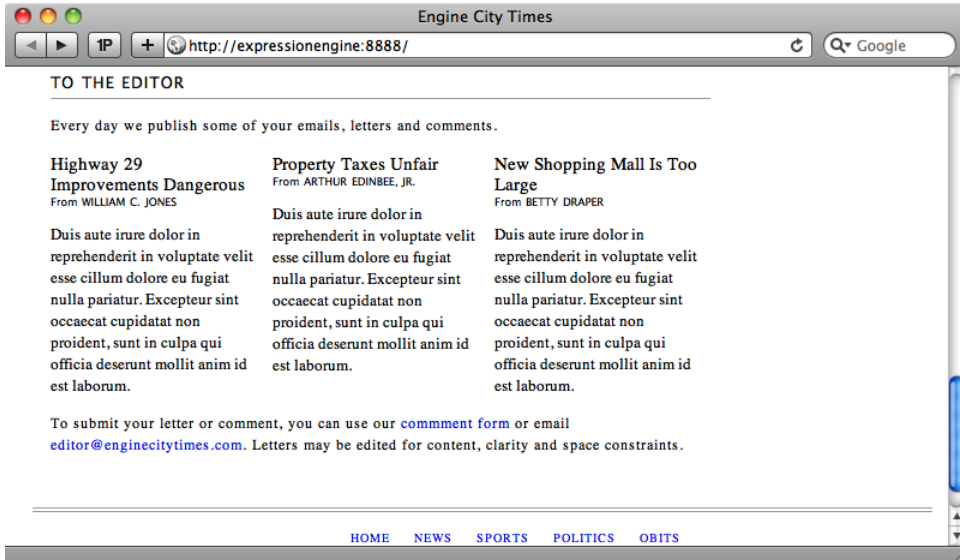 Engine City Times
1P
+
http://expressionengine:8888/
Google
TO THE EDITOR
Every day we publish some of your emails, letters and comments.
Highway 29
Improvements Dangerous
From WILLIAM C. JONES
Duis aute irure dolor in
reprehenderit in voluptate velit
esse cillum dolore eu fugiat
nulla pariatur. Excepteur sint
occaecat cupidatat non
proident, sunt in culpa qui
officia deserunt mollit anim id
est laborum.
Property Taxes Unfair
From ARTHUR EDINBEE, JR.
Duis aute irure dolor in
reprehenderit in voluptate velit
esse cillum dolore eu fugiat
nulla pariatur. Excepteur sint
occaecat cupidatat non
proident, sunt in culpa qui
officia deserunt mollit anim id
est laborum.
New Shopping Mall Is Too
Large
From BETTY DRAPER
Duis aute irure dolor in
reprehenderit in voluptate velit
esse cillum dolore eu fugiat
nulla pariatur. Excepteur sint
occaecat cupidatat non
proident, sunt in culpa qui
officia deserunt mollit anim id
est laborum.
To submit your letter or comment, you can use our commment form or email
editor@enginecitytimes.com. Letters may be edited for content, clarity and space constraints.
HOME NEWS SPORTS POLITICS OBITS